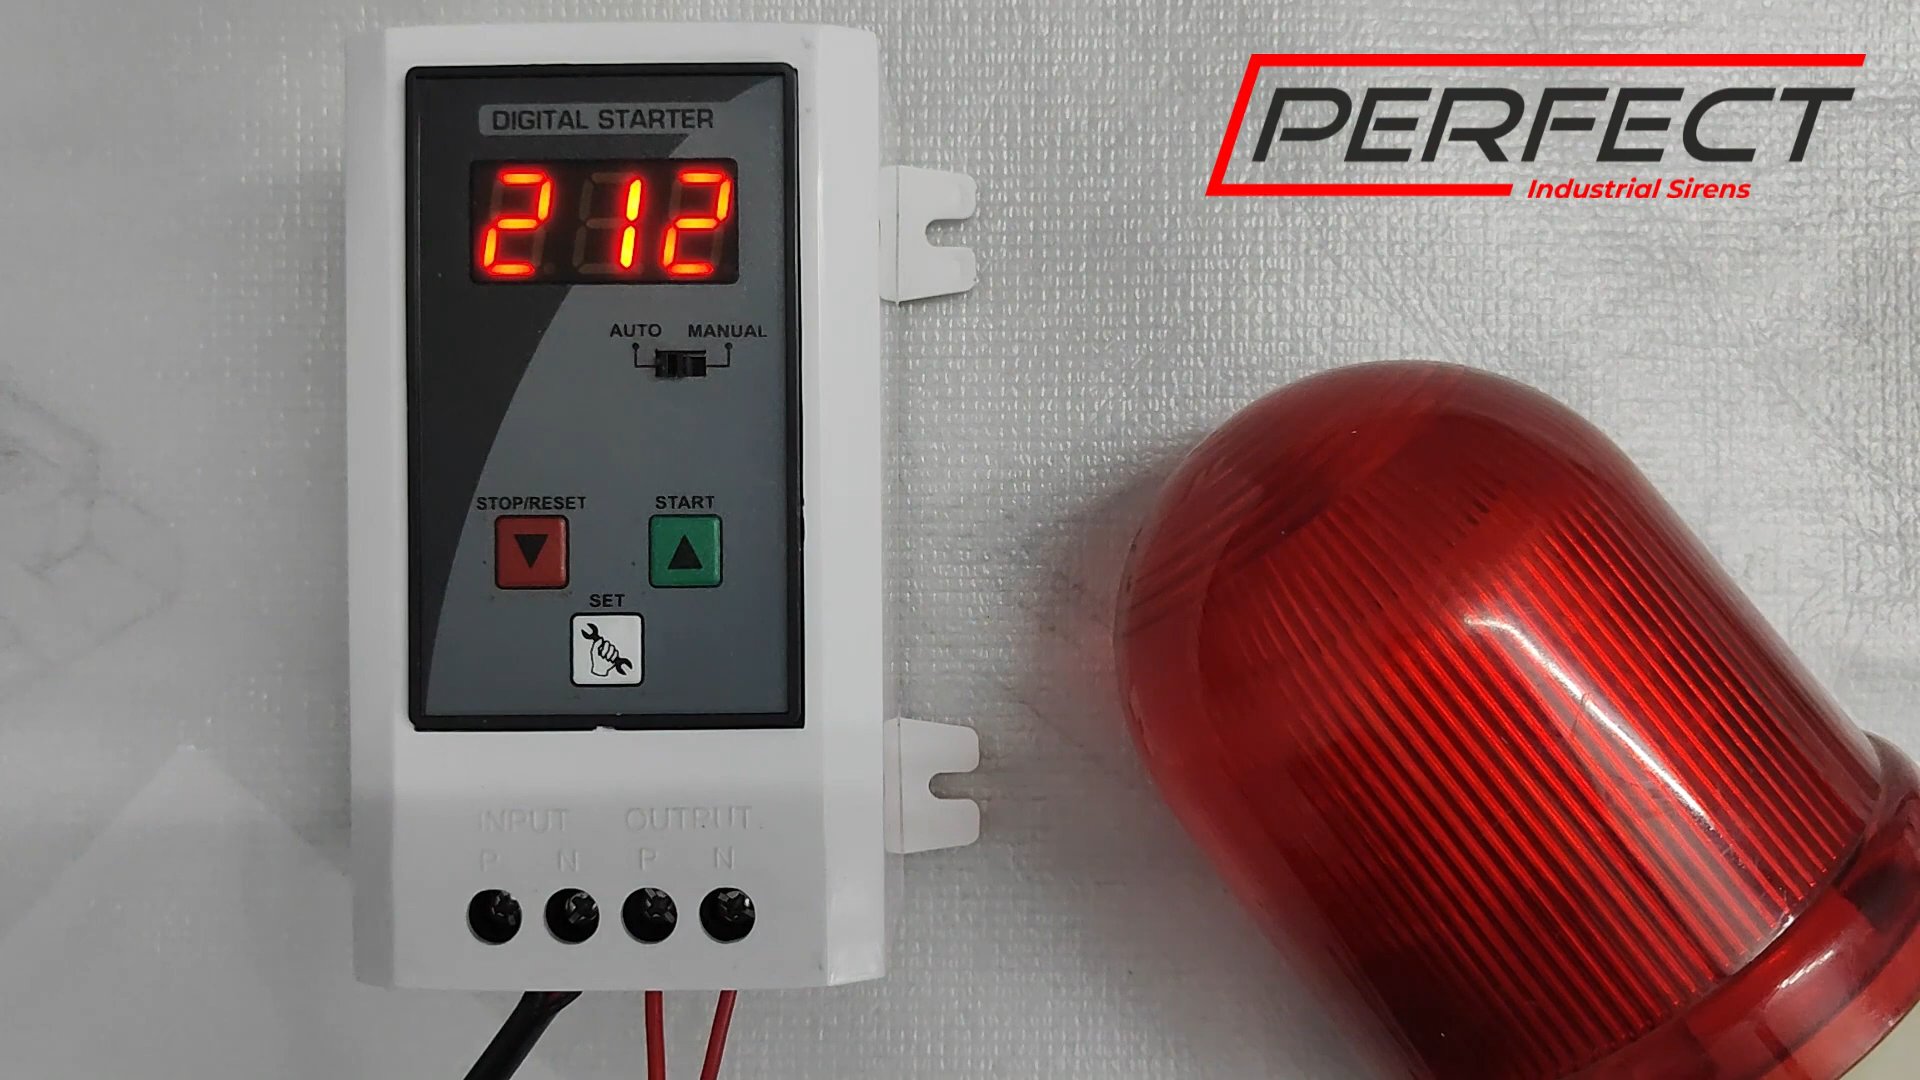 PERFECT
Industrial Sirens
DIGITAL STARTER
212
AUTO MANUAL
STOP/RESET START
SET
INPUT OUTPUT
P N P N